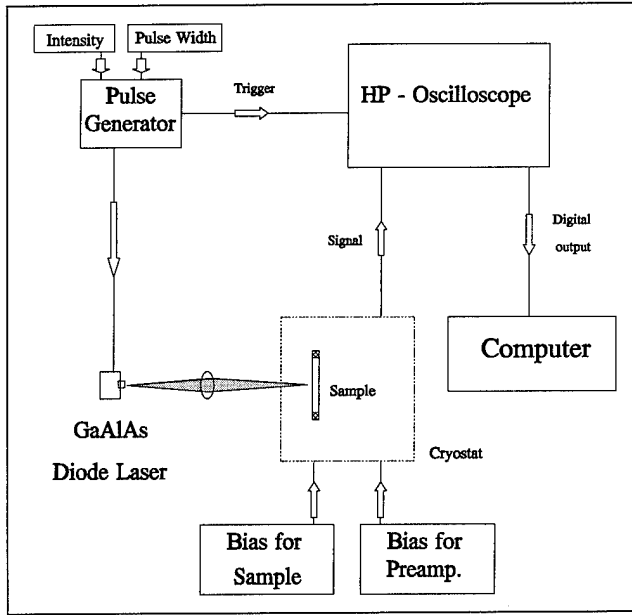 Intensity
Pulse Width
Pulse
Generator
Trigger
HP - Oscilloscope
Signal
Digital
output
Computer
Sample
GaAlAs
Diode Laser
Cryostat
Bias for
Sample
Bias for
Preamp.